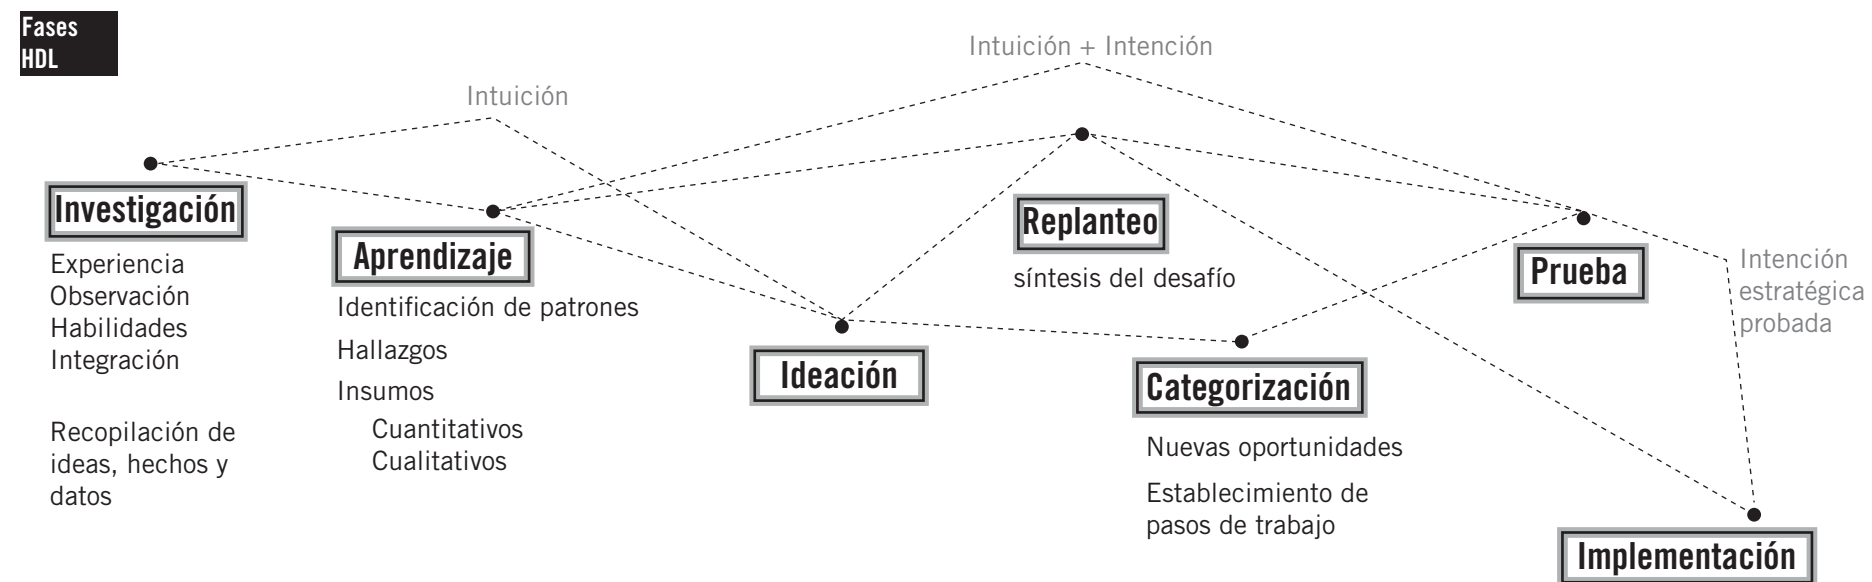 Fases
HDL
Intuición
Intuición + Intención
Investigación
Experiencia
Observación
Habilidades
Integración
Recopilación de
ideas, hechos y
datos
Aprendizaje
Identificación de patrones
Hallazgos
Insumos
Cuantitativos
Cualitativos
Ideación
Replanteo
síntesis del desafío
Categorización
Nuevas oportunidades
Establecimiento de
pasos de trabajo
Prueba
Intención
estratégica
probada
Implementación